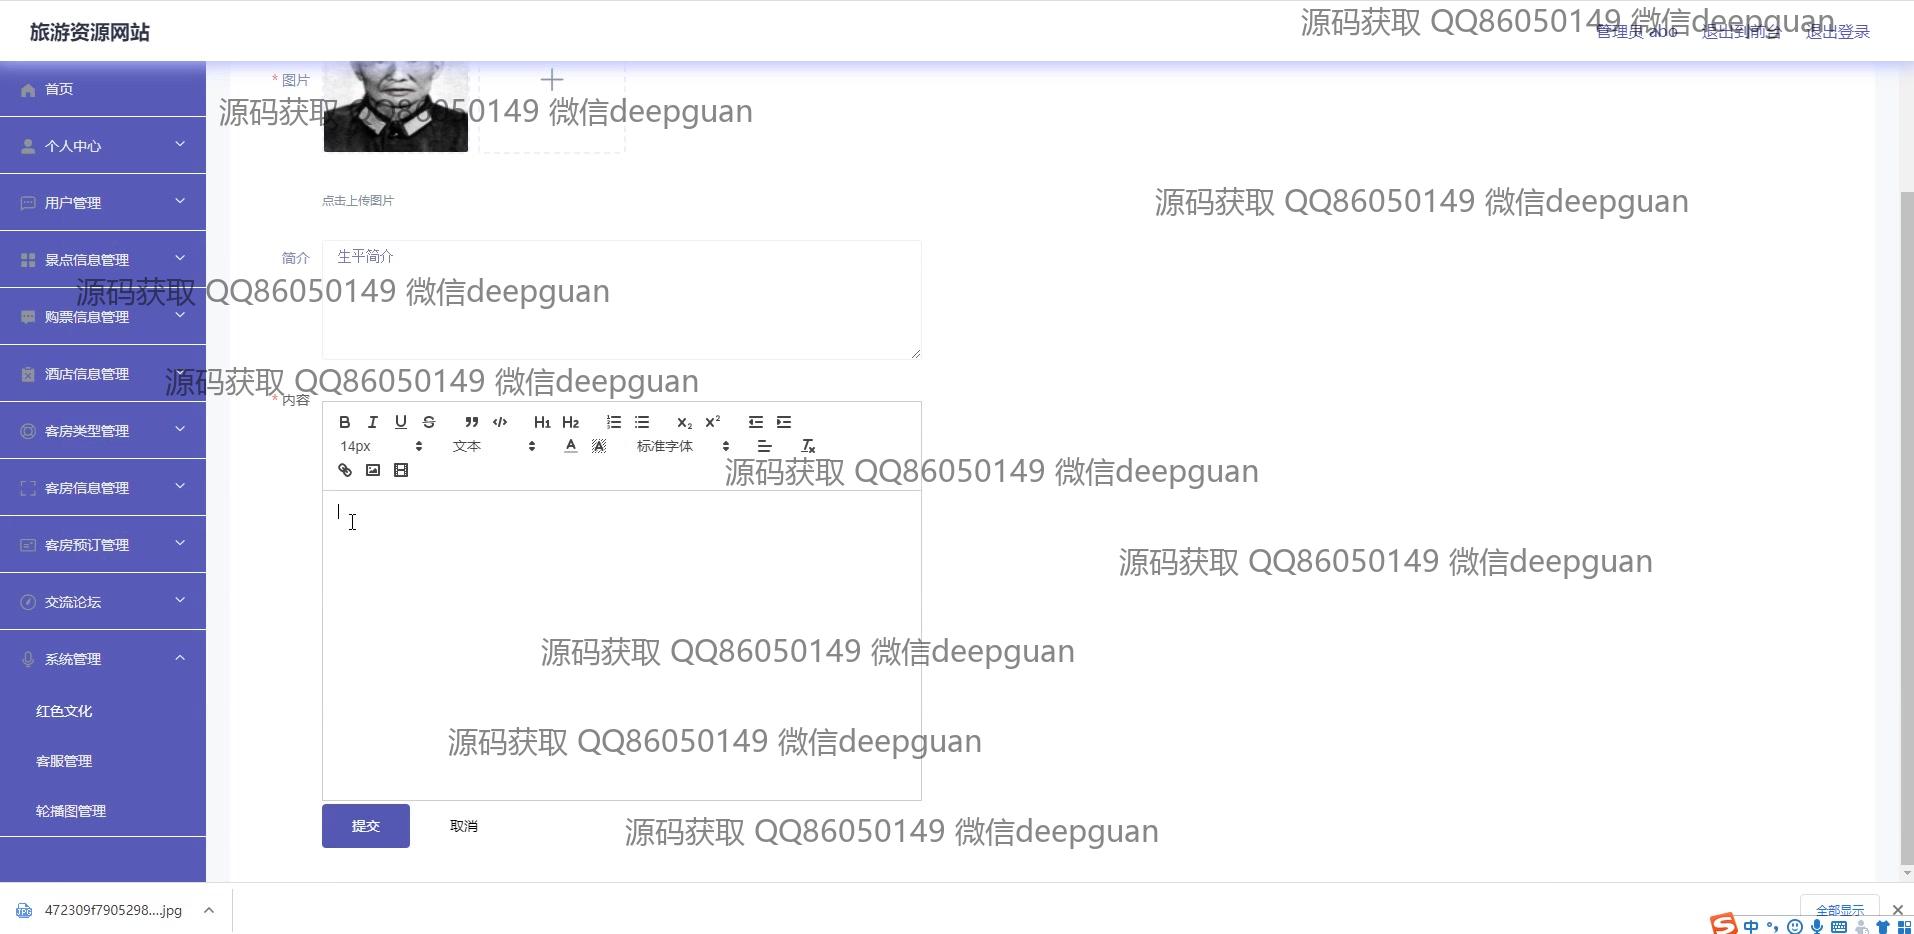 旅游资源网站
源码获取 QQ86050149 微信deepguan
管理员 abo 退出到前台 退出登录
首页
* 图片
源码获取 QQ86050149 微信deepguan
个人中心
用户管理
点击上传图片
源码获取 QQ86050149 微信deepguan
景点信息管理
简介
生平简介
源码获取 QQ86050149 微信deepguan
购票信息管理
酒店信息管理
源码获取 QQ86050149 微信deepguan
* 内容
B I U S H1 H2 X2 X2
14px 文本 A A 标准字体 Tx
客房类型管理
源码获取 QQ86050149 微信deepguan
客房信息管理
客房预订管理
源码获取 QQ86050149 微信deepguan
交流论坛
系统管理
源码获取 QQ86050149 微信deepguan
红色文化
源码获取 QQ86050149 微信deepguan
客服管理
轮播图管理
提交 取消
源码获取 QQ86050149 微信deepguan
472309f7905298....jpg
全部显示
中